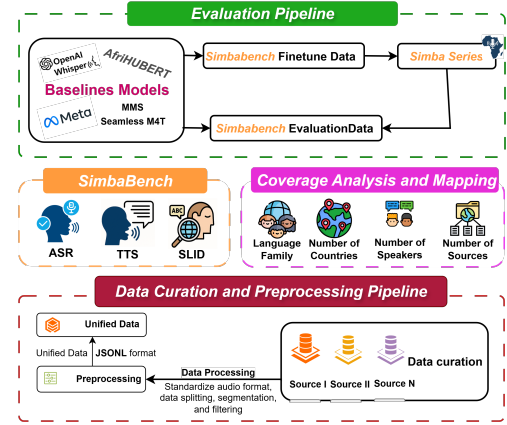 Evaluation Pipeline
OpenAI
Whisper
AfriHUBERT
Baselines Models
Meta
MMS
Seamless M4T
Simbabench Finetune Data
Simba Series
Simbabench EvaluationData
SimbaBench
ASR
TTS
ABC
SLID
Coverage Analysis and Mapping
Language
Family
Number of
Countries
Number of
Speakers
Number of
Sources
Data Curation and Preprocessing Pipeline
Unified Data
Unified Data
JSONL format
Preprocessing
Data Processing
Standardize audio format,
data splitting, segmentation,
and filtering
Data curation
Source I
Source II
Source N